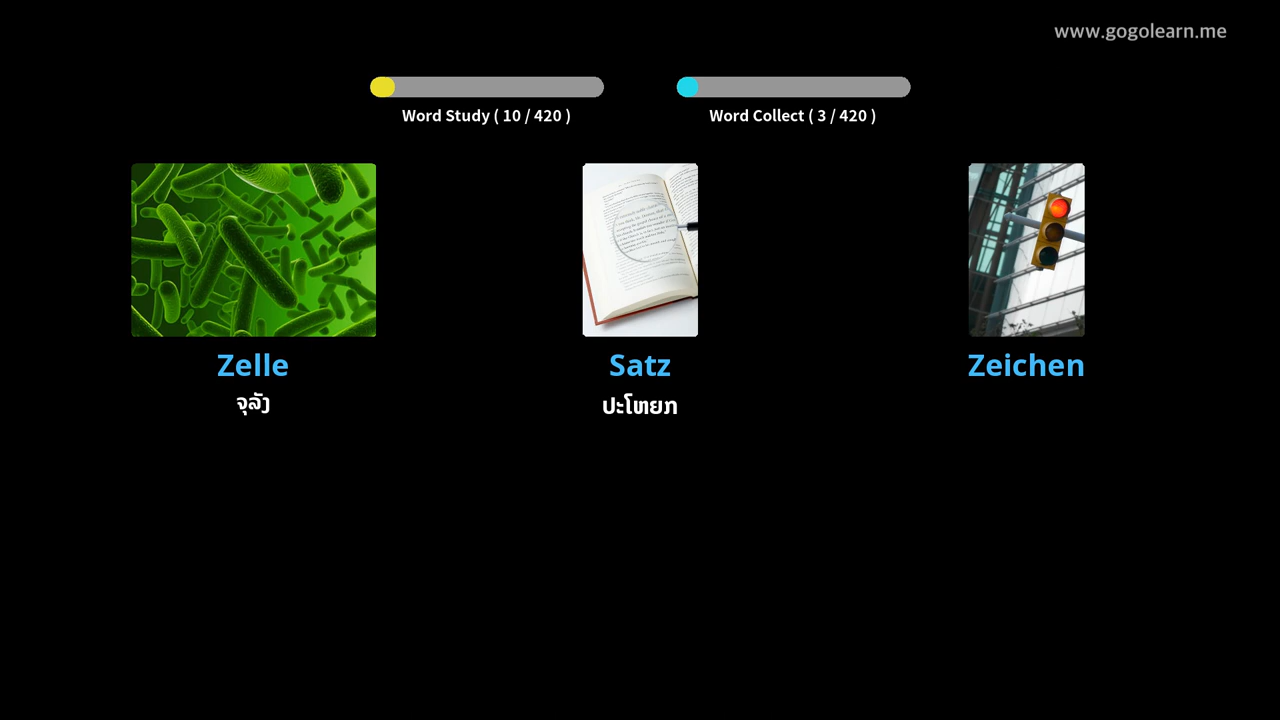 www.gogolearn.me
Word Study ( 10 / 420 )
Word Collect ( 3 / 420 )
Zelle
Satz
Zeichen
ຈຸລັງ
ປະໂຫຍກ